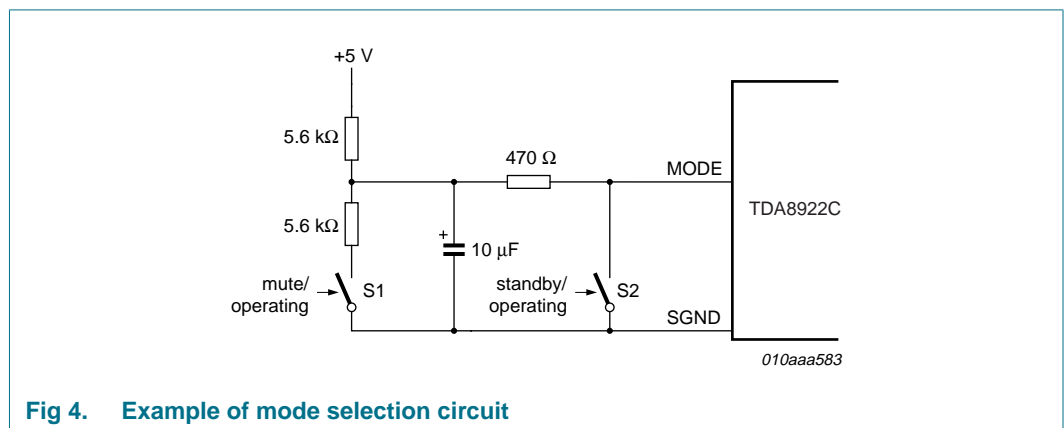 +5 V
5.6 kΩ
470 Ω
MODE
TDA8922C
5.6 kΩ
+
10 μF
mute/
operating
S1
standby/
operating
S2
SGND
010aaa583
Fig 4. Example of mode selection circuit